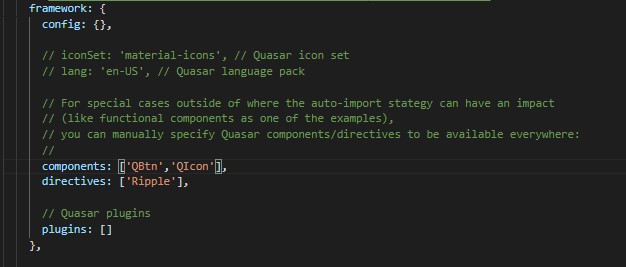 framework: {
config: {},
// iconSet: 'material-icons', // Quasar icon set
// lang: 'en-US', // Quasar language pack
// For special cases outside of where the auto-import stategy can have an impact
// (like functional components as one of the examples),
// you can manually specify Quasar components/directives to be available everywhere:
//
components: ['QBtn','QIcon'],
directives: ['Ripple'],
// Quasar plugins
plugins: []
},